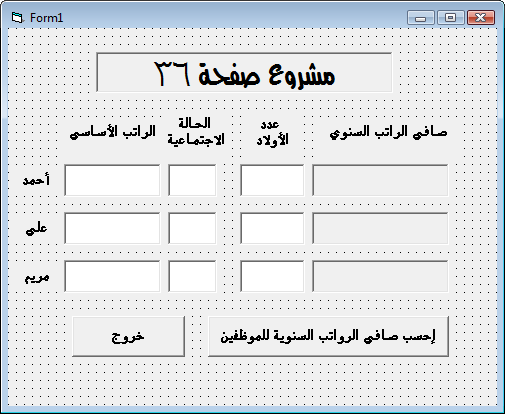 Form1
مشروع صفحة ٣٦
صافي الراتب السنوي
عدد
الأولاد
الحالة
الاجتماعية
الراتب الأساسي
أحمد
علي
مريم
إحسب صافي الرواتب السنوية للموظفين
خروج